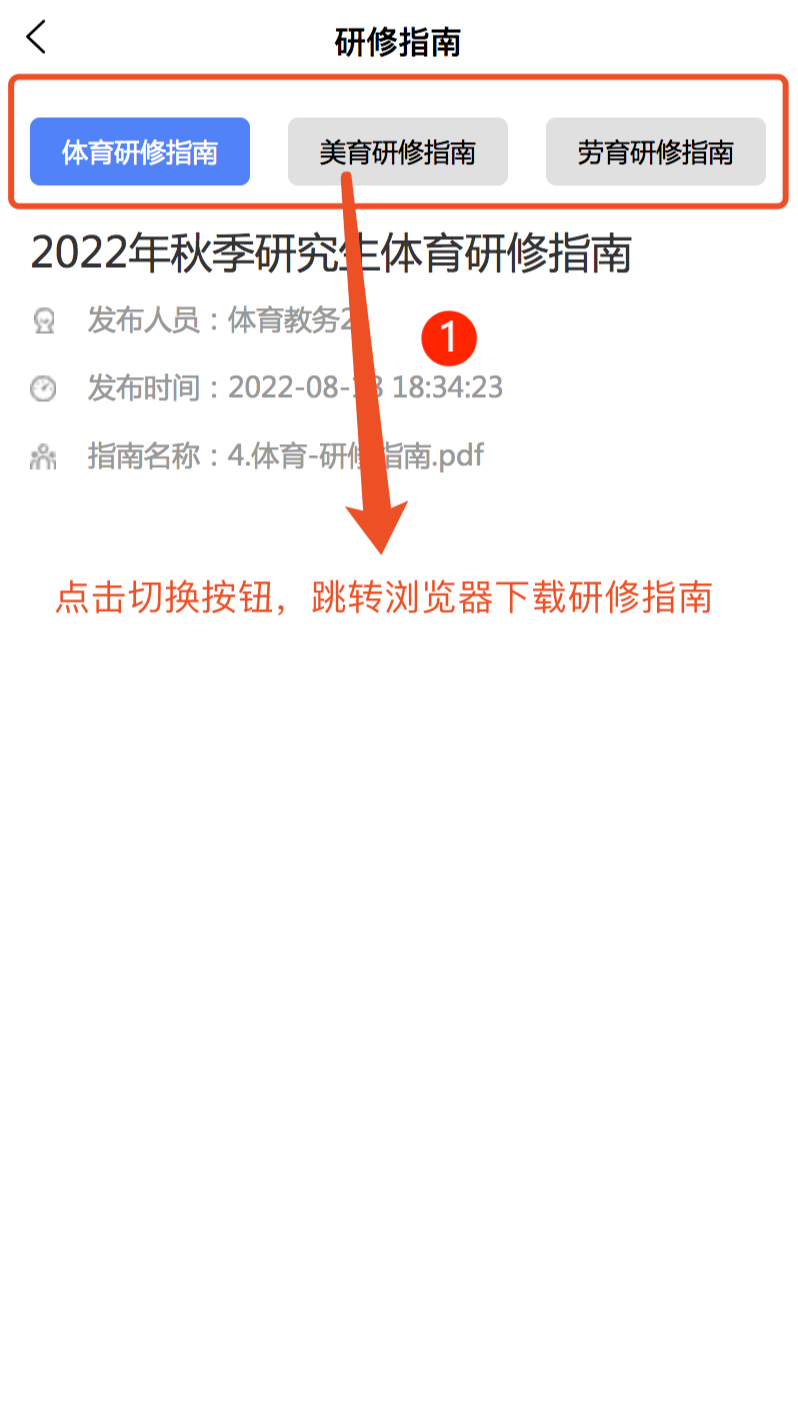 研修指南
体育研修指南 美育研修指南 劳育研修指南
2022年秋季研究生体育研修指南
发布人员：体育教务2
1
发布时间：2022-08-18 18:34:23
指南名称：4.体育-研修指南.pdf
点击切换按钮，跳转浏览器下载研修指南